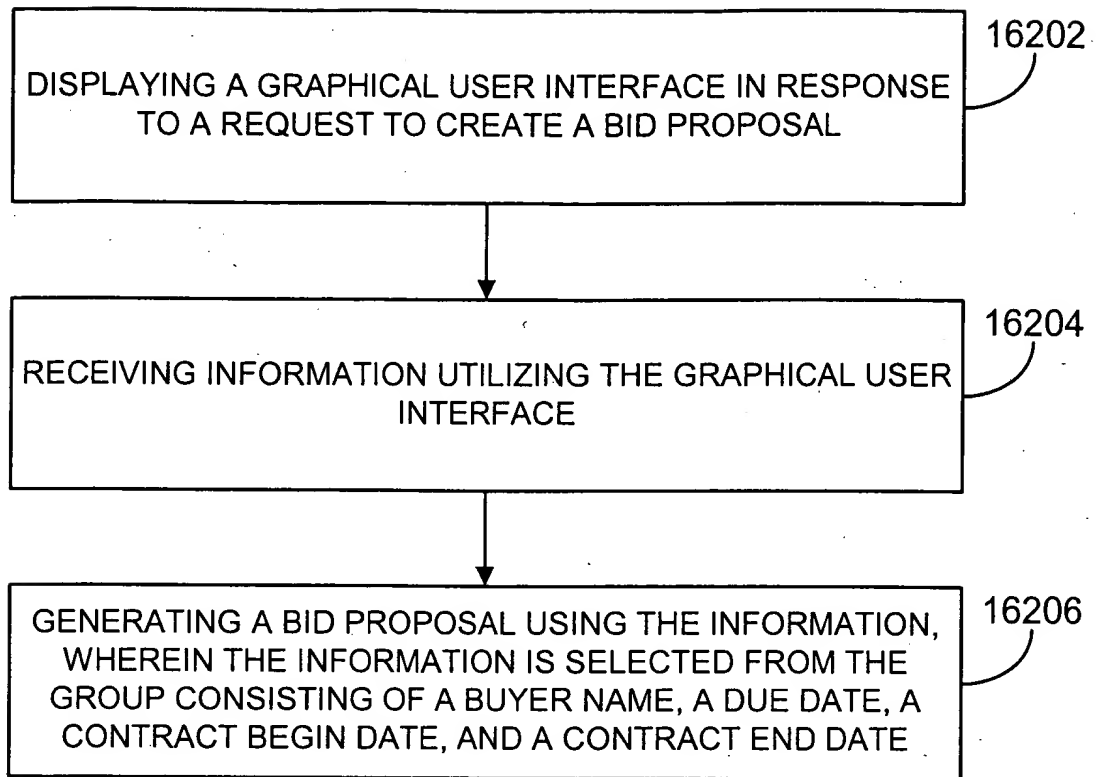 16202
DISPLAYING A GRAPHICAL USER INTERFACE IN RESPONSE
TO A REQUEST TO CREATE A BID PROPOSAL
16204
RECEIVING INFORMATION UTILIZING THE GRAPHICAL USER
INTERFACE
16206
GENERATING A BID PROPOSAL USING THE INFORMATION,
WHEREIN THE INFORMATION IS SELECTED FROM THE
GROUP CONSISTING OF A BUYER NAME, A DUE DATE, A
CONTRACT BEGIN DATE, AND A CONTRACT END DATE